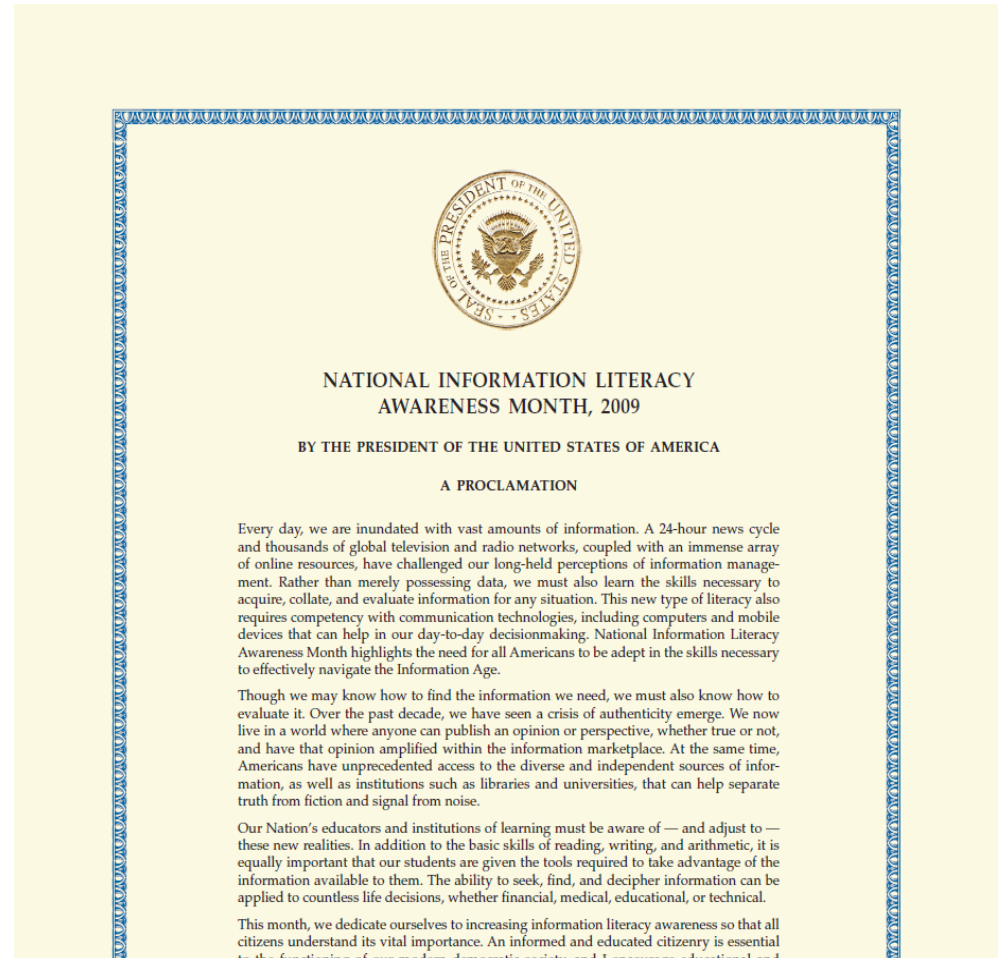 SEAL OF THE PRESIDENT OF THE UNITED STATES
NATIONAL INFORMATION LITERACY
AWARENESS MONTH, 2009
BY THE PRESIDENT OF THE UNITED STATES OF AMERICA
A PROCLAMATION
Every day, we are inundated with vast amounts of information. A 24-hour news cycle
and thousands of global television and radio networks, coupled with an immense array
of online resources, have challenged our long-held perceptions of information manage-
ment. Rather than merely possessing data, we must also learn the skills necessary to
acquire, collate, and evaluate information for any situation. This new type of literacy also
requires competency with communication technologies, including computers and mobile
devices that can help in our day-to-day decisionmaking. National Information Literacy
Awareness Month highlights the need for all Americans to be adept in the skills necessary
to effectively navigate the Information Age.
Though we may know how to find the information we need, we must also know how to
evaluate it. Over the past decade, we have seen a crisis of authenticity emerge. We now
live in a world where anyone can publish an opinion or perspective, whether true or not,
and have that opinion amplified within the information marketplace. At the same time,
Americans have unprecedented access to the diverse and independent sources of infor-
mation, as well as institutions such as libraries and universities, that can help separate
truth from fiction and signal from noise.
Our Nation's educators and institutions of learning must be aware of — and adjust to —
these new realities. In addition to the basic skills of reading, writing, and arithmetic, it is
equally important that our students are given the tools required to take advantage of the
information available to them. The ability to seek, find, and decipher information can be
applied to countless life decisions, whether financial, medical, educational, or technical.
This month, we dedicate ourselves to increasing information literacy awareness so that all
citizens understand its vital importance. An informed and educated citizenry is essential